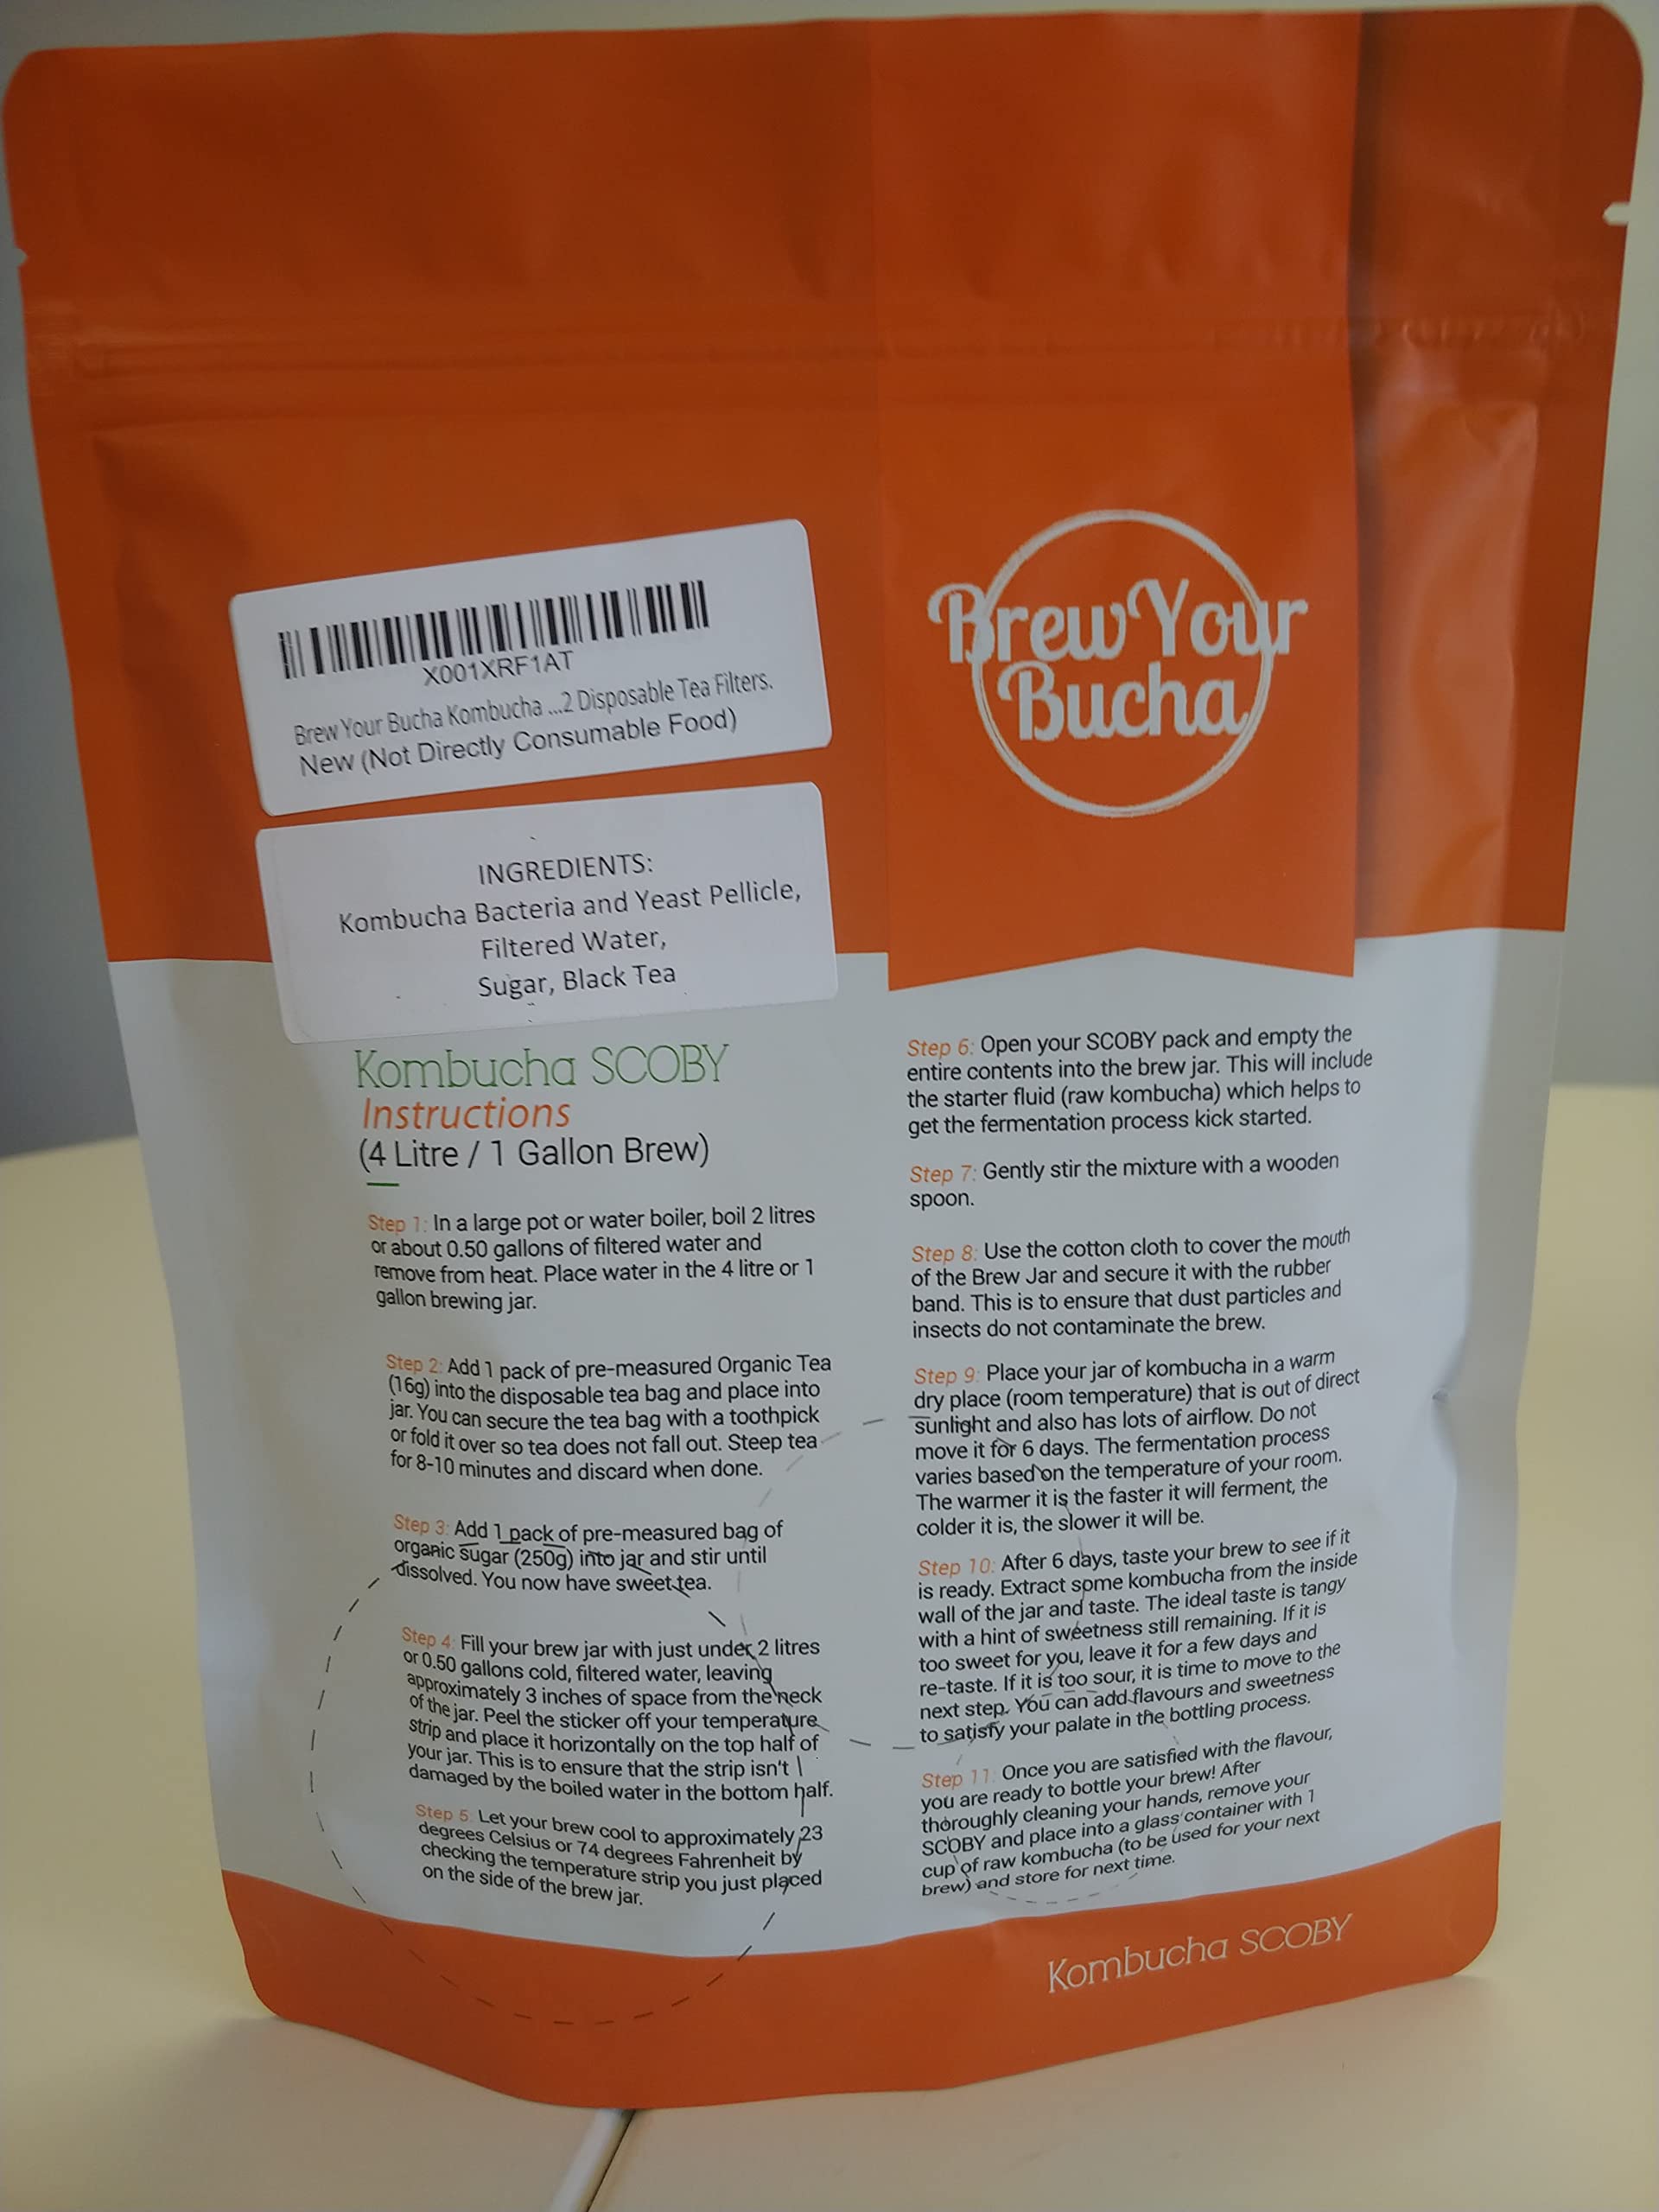 X001XRF1AT
Brew Your Bucha Kombucha ...2 Disposable Tea Filters.
New (Not Directly Consumable Food)
INGREDIENTS:
Kombucha Bacteria and Yeast Pellicle,
Filtered Water,
Sugar, Black Tea
Brew Your
Bucha
Kombucha SCOBY
Instructions
(4 Litre / 1 Gallon Brew)
Step 1: In a large pot or water boiler, boil 2 litres
or about 0.50 gallons of filtered water and
remove from heat. Place water in the 4 litre or 1
gallon brewing jar.
Step 2: Add 1 pack of pre-measured Organic Tea
(16g) into the disposable tea bag and place into
jar. You can secure the tea bag with a toothpick
or fold it over so tea does not fall out. Steep tea
for 8-10 minutes and discard when done.
Step 3: Add 1 pack of pre-measured bag of
organic sugar (250g) into jar and stir until
dissolved. You now have sweet tea.
Step 4: Fill your brew jar with just under 2 litres
or 0.50 gallons cold, filtered water, leaving
approximately 3 inches of space from the neck
of the jar. Peel the sticker off your temperature
strip and place it horizontally on the top half of
your jar. This is to ensure that the strip isn't
damaged by the boiled water in the bottom half.
Step 5: Let your brew cool to approximately 23
degrees Celsius or 74 degrees Fahrenheit by
checking the temperature strip you just placed
on the side of the brew jar.
Step 6: Open your SCOBY pack and empty the
entire contents into the brew jar. This will include
the starter fluid (raw kombucha) which helps to
get the fermentation process kick started.
Step 7: Gently stir the mixture with a wooden
spoon.
Step 8: Use the cotton cloth to cover the mouth
of the Brew Jar and secure it with the rubber
band. This is to ensure that dust particles and
insects do not contaminate the brew.
Step 9: Place your jar of kombucha in a warm
dry place (room temperature) that is out of direct
sunlight and also has lots of airflow. Do not
move it for 6 days. The fermentation process
varies based on the temperature of your room.
The warmer it is the faster it will ferment, the
colder it is, the slower it will be.
Step 10: After 6 days, taste your brew to see if it
is ready. Extract some kombucha from the inside
wall of the jar and taste. The ideal taste is tangy
with a hint of sweetness still remaining. If it is
too sweet for you, leave it for a few days and
re-taste. If it is too sour, it is time to move to the
next step. You can add flavours and sweetness
to satisfy your palate in the bottling process.
Step 11: Once you are satisfied with the flavour,
you are ready to bottle your brew! After
thoroughly cleaning your hands, remove your
SCOBY and place into a glass container with 1
cup of raw kombucha (to be used for your next
brew) and store for next time.
Kombucha SCOBY